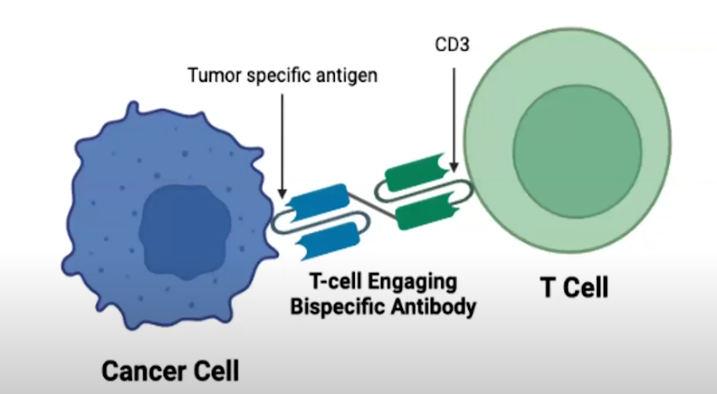 CD3
Tumor specific antigen
T-cell Engaging
Bispecific Antibody
T Cell
Cancer Cell